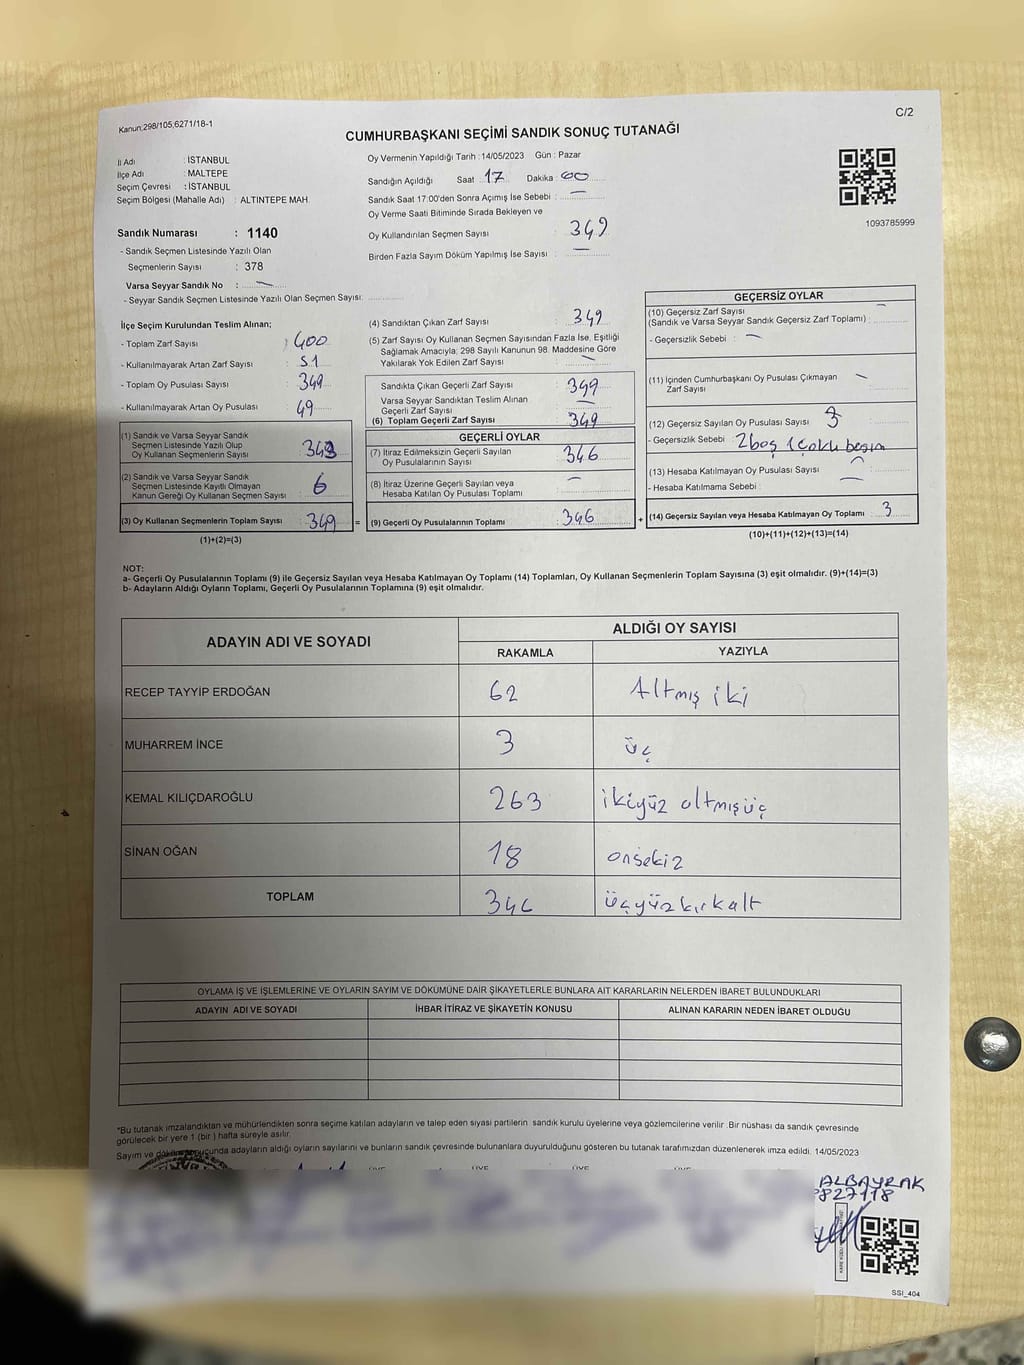 Kanun;298/105,6271/18-1
C/2
CUMHURBAŞKANI SEÇİMİ SANDIK SONUÇ TUTANAĞI
İl Adı : İSTANBUL
İlçe Adı : MALTEPE
Seçim Çevresi : İSTANBUL
Seçim Bölgesi (Mahalle Adı) : ALTINTEPE MAH.
Oy Vermenin Yapıldığı Tarih : 14/05/2023 Gün : Pazar
Sandığın Açıldığı Saat 17 Dakika 00
Sandık Saat 17:00'den Sonra Açımış İse Sebebi : —
Oy Verme Saati Bitiminde Sırada Bekleyen ve
Oy Kullandırılan Seçmen Sayısı : 349
Birden Fazla Sayım Döküm Yapılmış İse Sayısı : —
1093785999
Sandık Numarası : 1140
- Sandık Seçmen Listesinde Yazılı Olan
Seçmenlerin Sayısı : 378
Varsa Seyyar Sandık No : —
- Seyyar Sandık Seçmen Listesinde Yazılı Olan Seçmen Sayısı:
İlçe Seçim Kurulundan Teslim Alınan;
- Toplam Zarf Sayısı : 400
- Kullanılmayarak Artan Zarf Sayısı : 51
- Toplam Oy Pusulası Sayısı : 349
- Kullanılmayarak Artan Oy Pusulası : 49
(1) Sandık ve Varsa Seyyar Sandık
Seçmen Listesinde Yazılı Olup
Oy Kullanan Seçmenlerin Sayısı : 343
(2) Sandık ve Varsa Seyyar Sandık
Seçmen Listesinde Kayıtlı Olmayan
Kanun Gereği Oy Kullanan Seçmen Sayısı : 6
(3) Oy Kullanan Seçmenlerin Toplam Sayısı : 349 =
(1)+(2)=(3)
(4) Sandıktan Çıkan Zarf Sayısı : 349
(5) Zarf Sayısı Oy Kullanan Seçmen Sayısından Fazla İse, Eşitliği
Sağlamak Amacıyla; 298 Sayılı Kanunun 98. Maddesine Göre
Yakılarak Yok Edilen Zarf Sayısı : —
Sandıkta Çıkan Geçerli Zarf Sayısı : 349
Varsa Seyyar Sandıktan Teslim Alınan
Geçerli Zarf Sayısı : —
(6) Toplam Geçerli Zarf Sayısı : 349
GEÇERLİ OYLAR
(7) İtiraz Edilmeksizin Geçerli Sayılan
Oy Pusulalarının Sayısı : 346
(8) İtiraz Üzerine Geçerli Sayılan veya
Hesaba Katılan Oy Pusulası Toplamı : —
(9) Geçerli Oy Pusulalarının Toplamı : 346 +
GEÇERSİZ OYLAR
(10) Geçersiz Zarf Sayısı
(Sandık ve Varsa Seyyar Sandık Geçersiz Zarf Toplamı) : —
- Geçersizlik Sebebi : —
(11) İçinden Cumhurbaşkanı Oy Pusulası Çıkmayan
Zarf Sayısı : —
(12) Geçersiz Sayılan Oy Pusulası Sayısı : 3
- Geçersizlik Sebebi : 2 boş 1
(13) Hesaba Katılmayan Oy Pusulası Sayısı : —
- Hesaba Katılmama Sebebi : —
(14) Geçersiz Sayılan veya Hesaba Katılmayan Oy Toplamı : 3
(10)+(11)+(12)+(13)=(14)
NOT:
a- Geçerli Oy Pusulalarının Toplamı (9) ile Geçersiz Sayılan veya Hesaba Katılmayan Oy Toplamı (14) Toplamları, Oy Kullanan Seçmenlerin Toplam Sayısına (3) eşit olmalıdır. (9)+(14)=(3)
b- Adayların Aldığı Oyların Toplamı, Geçerli Oy Pusulalarının Toplamına (9) eşit olmalıdır.
ADAYIN ADI VE SOYADI ALDIĞI OY SAYISI
RAKAMLA YAZIYLA
RECEP TAYYİP ERDOĞAN 62 Altmış iki
MUHARREM İNCE 3 üç
KEMAL KILIÇDAROĞLU 263 ikiyüz altmışüç
SİNAN OĞAN 18 onsekiz
TOPLAM 346 üçyüzkırkalt
OYLAMA İŞ VE İŞLEMLERİNE VE OYLARIN SAYIM VE DÖKÜMÜNE DAİR ŞİKAYETLERLE BUNLARA AİT KARARLARIN NELERDEN İBARET BULUNDUKLARI
ADAYIN ADI VE SOYADI İHBAR İTİRAZ VE ŞİKAYETİN KONUSU ALINAN KARARIN NEDEN İBARET OLDUĞU
*Bu tutanak imzalandıktan ve mühürlendikten sonra seçime katılan adayların ve talep eden siyasi partilerin sandık kurulu üyelerine veya gözlemcilerine verilir. Bir nüshası da sandık çevresinde
görülecek bir yere 1 (bir ) hafta süreyle asılır.
Sayım ve döküm sonucunda adayların aldığı oyların sayılarını ve bunların sandık çevresinde bulunanlara duyurulduğunu gösteren bu tutanak tarafımızdan düzenlenerek imza edildi. 14/05/2023
ÜYE ÜYE ÜYE ÜYE
ALBAYRAK
827118
SSI_404